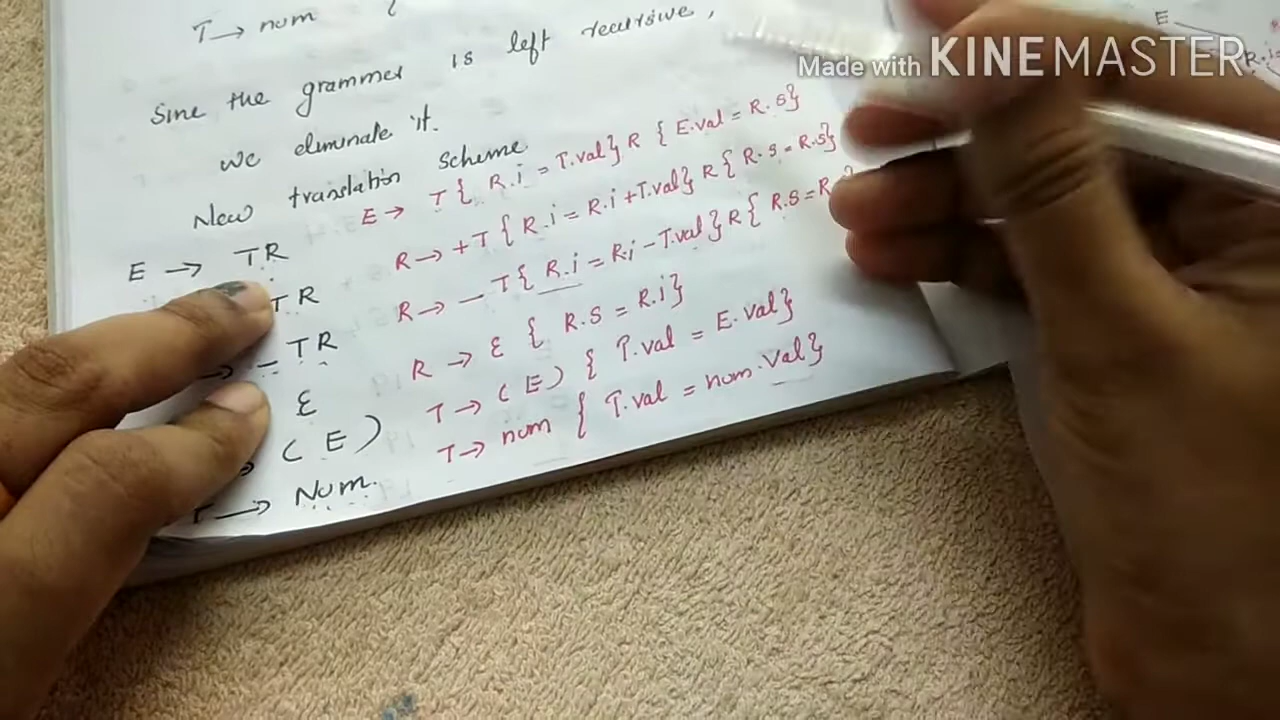 T → num {
Sine the grammer is left recursive,
we eliminate it.
New translation scheme
E → TR
TR
→ - TR
ε
( E )
T → Num.
E → T { R.i = T.val } R { E.val = R.s }
R → + T { R.i = R.i + T.val } R { R.s = R.s }
R → - T { R.i = R.i - T.val } R { R.s = R.
R → ε { R.s = R.i }
T → ( E ) { T.val = E.val }
T → num { T.val = num.val }
E
R.i=
Made with KINEMASTER